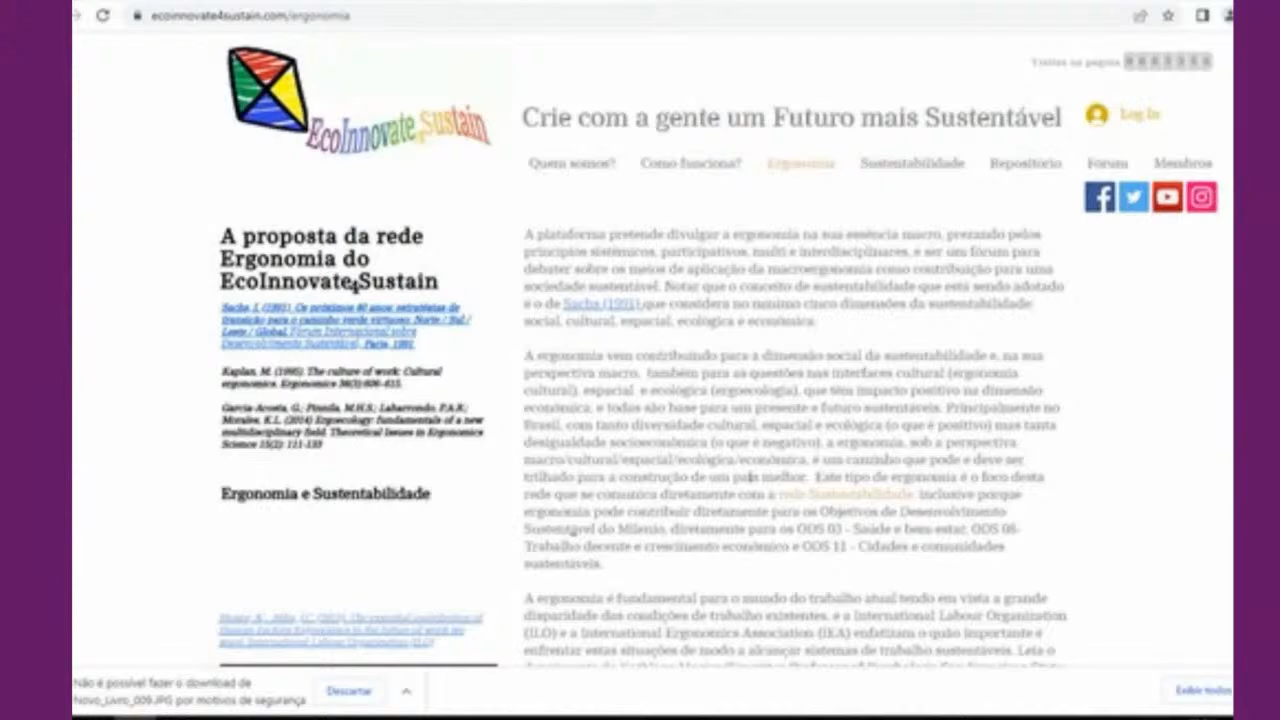 ecoinnovate4sustain.com/ergonomia
Visitas na página
EcoInnovate4Sustain
Crie com a gente um Futuro mais Sustentável
Log In
Quem somos? Como funciona? Ergonomia Sustentabilidade Repositório Fórum Membros
A proposta da rede
Ergonomia do
EcoInnovate4Sustain
Sachs I. (1991). Os próximos 40 anos: estratégias de
transição para o caminho verde virtuoso: Norte / Sul /
Leste / Global. Fórum Internacional sobre
Desenvolvimento Sustentável, Paris, 1991
Kaplan, M. (1995). The culture of work: Cultural
ergonomics. Ergonomics 38(3):606-615.
Garcia-Acosta, G.; Pinilla, M.H.S.; Laharrondo, P.A.R.;
Morales, K.L. (2014) Ergoecology: fundamentals of a new
multidisciplinary field. Theoretical Issues in Ergonomics
Science 15(2): 111-133
Ergonomia e Sustentabilidade
A plataforma pretende divulgar a ergonomia na sua essência macro, prezando pelos
princípios sistêmicos, participativos, multi e interdisciplinares, e ser um fórum para
debater sobre os meios de aplicação da macroergonomia como contribuição para uma
sociedade sustentável. Notar que o conceito de sustentabilidade que está sendo adotado
é o de Sachs (1991) que considera no mínimo cinco dimensões da sustentabilidade:
social, cultural, espacial, ecológica e econômica.
A ergonomia vem contribuindo para a dimensão social da sustentabilidade e, na sua
perspectiva macro, também para as questões nas interfaces cultural (ergonomia
cultural), espacial e ecológica (ergoecologia), que têm impacto positivo na dimensão
econômica, e todos são base para um presente e futuro sustentáveis. Principalmente no
Brasil, com tanto diversidade cultural, espacial e ecológica (o que é positivo) mas tanta
desigualdade socioeconômica (o que é negativo), a ergonomia, sob a perspectiva
macro/cultural/espacial/ecológica/econômica, é um caminho que pode e deve ser
trilhado para a construção de um país melhor. Este tipo de ergonomia é o foco desta
rede que se comunica diretamente com a rede Sustentabilidade, inclusive porque
ergonomia pode contribuir diretamente para os Objetivos de Desenvolvimento
Sustentável do Milênio, diretamente para os ODS 03 - Saúde e bem-estar, ODS 08-
Trabalho decente e crescimento econômico e ODS 11 - Cidades e comunidades
sustentáveis.
A ergonomia é fundamental para o mundo do trabalho atual tendo em vista a grande
disparidade das condições de trabalho existentes, e a International Labour Organization
(ILO) e a International Ergonomics Association (IEA) enfatizam o quão importante é
enfrentar estas situações de modo a alcançar sistemas de trabalho sustentáveis. Leia o
Não é possível fazer o download de
Novo_Livro_009.JPG por motivos de segurança
Descartar
Exibir todos